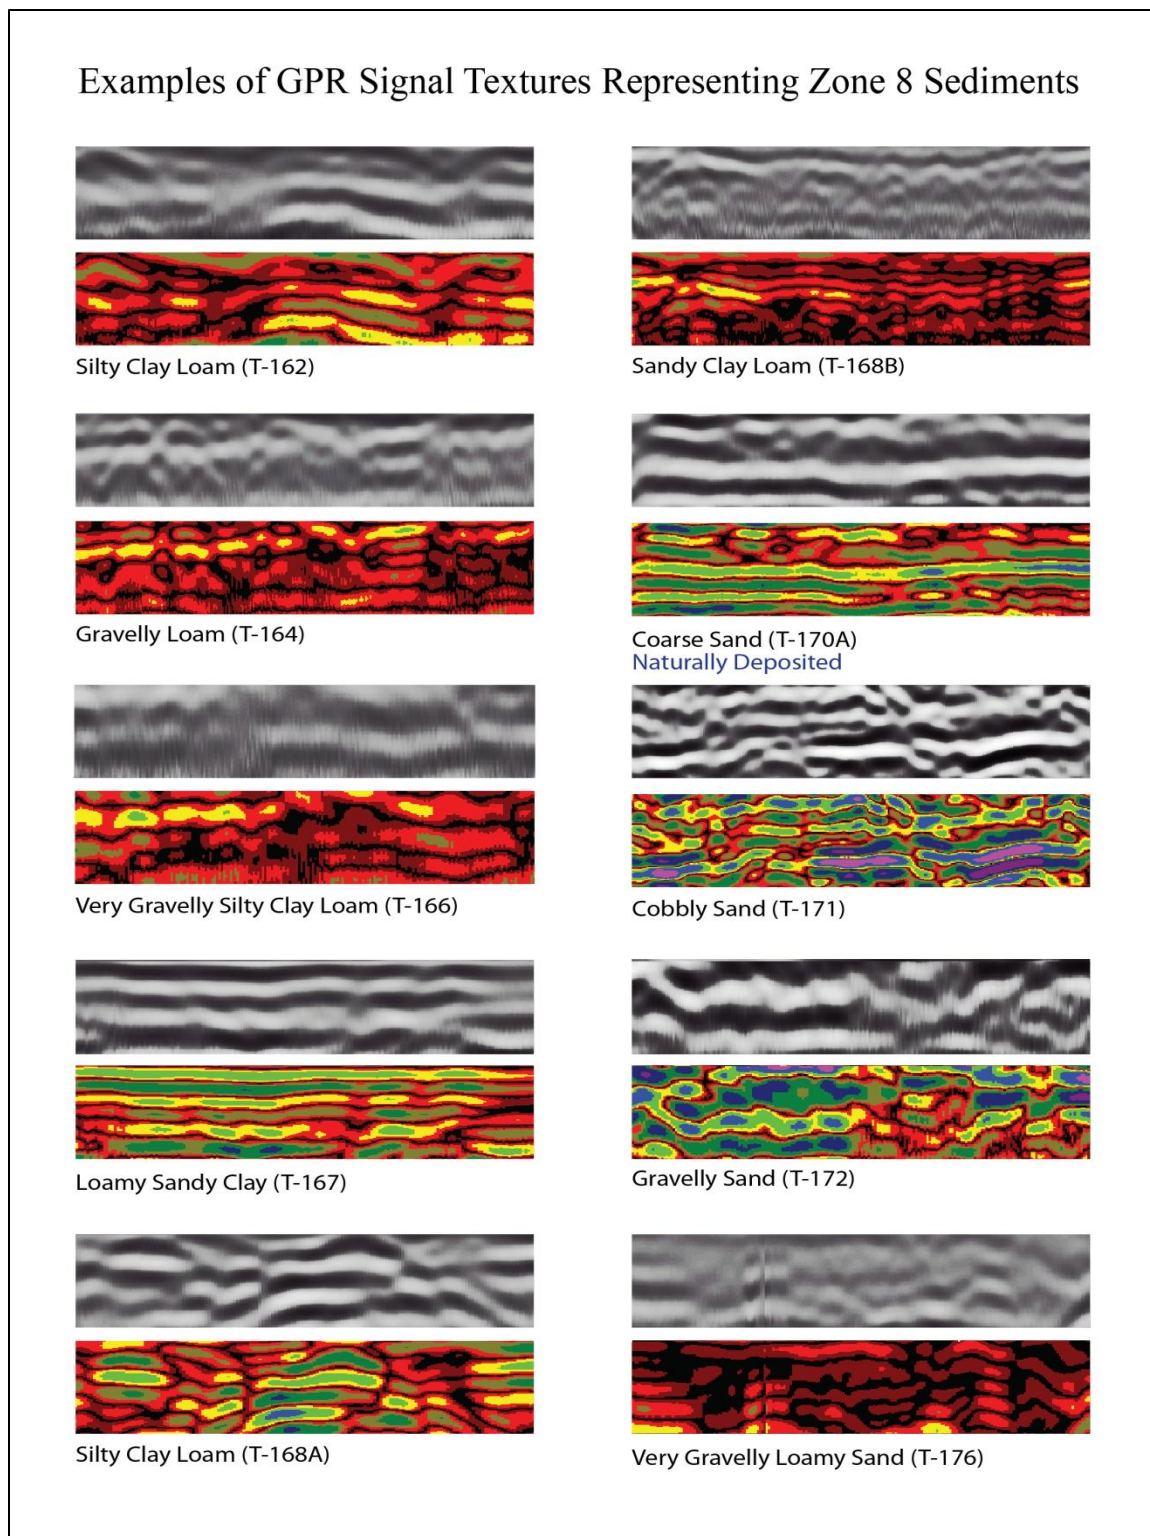 Examples of GPR Signal Textures Representing Zone 8 Sediments
Silty Clay Loam (T-162)
Sandy Clay Loam (T-168B)
Gravelly Loam (T-164)
Coarse Sand (T-170A)
Naturally Deposited
Very Gravelly Silty Clay Loam (T-166)
Cobbly Sand (T-171)
Loamy Sandy Clay (T-167)
Gravelly Sand (T-172)
Silty Clay Loam (T-168A)
Very Gravelly Loamy Sand (T-176)